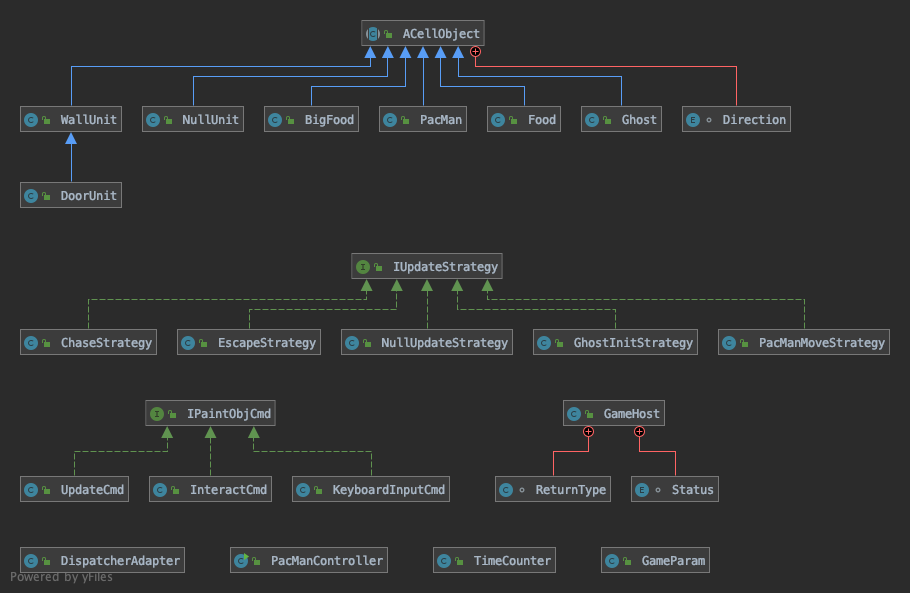 ACellObject
WallUnit NullUnit BigFood PacMan Food Ghost Direction
DoorUnit
IUpdateStrategy
ChaseStrategy EscapeStrategy NullUpdateStrategy GhostInitStrategy PacManMoveStrategy
IPaintObjCmd GameHost
UpdateCmd InteractCmd KeyboardInputCmd ReturnType Status
DispatcherAdapter PacManController TimeCounter GameParam
Powered by yFiles